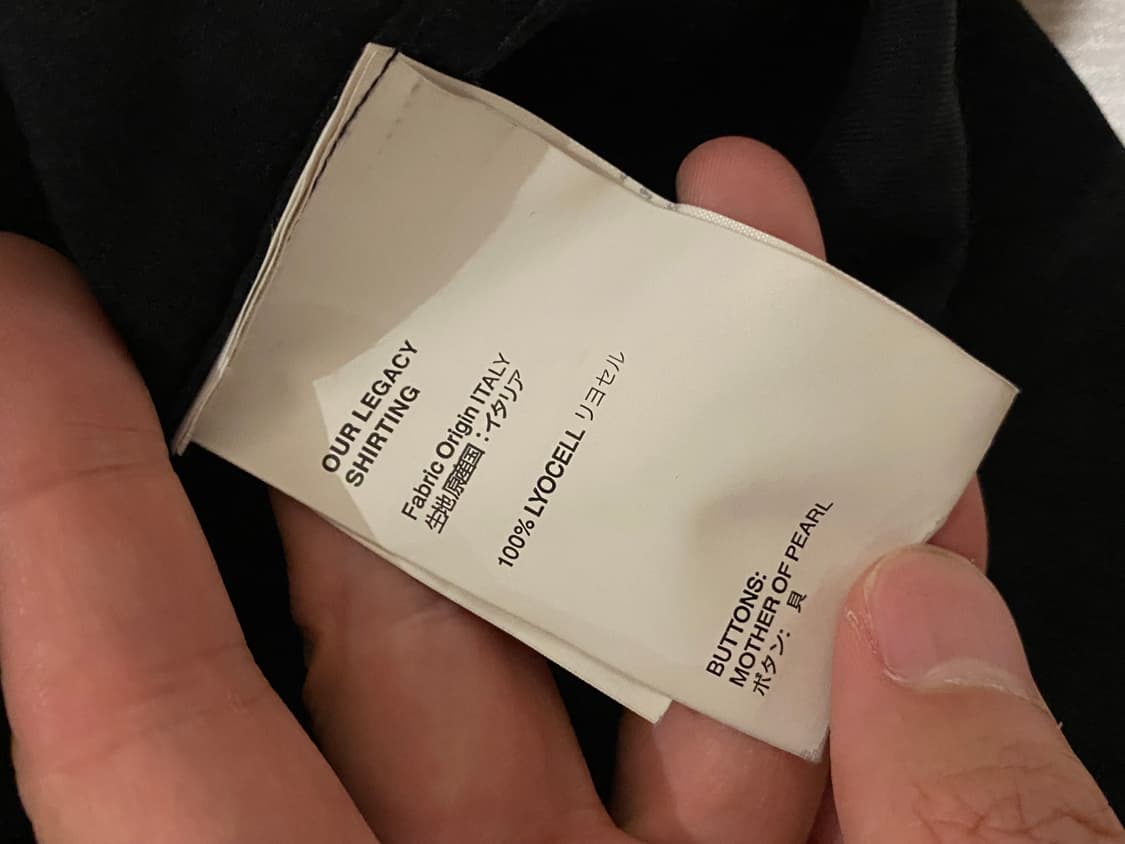 OUR LEGACY
SHIRTING
Fabric Origin ITALY
生地原産国：イタリア
100% LYOCELL リヨセル
BUTTONS:
MOTHER OF PEARL
ボタン: 貝